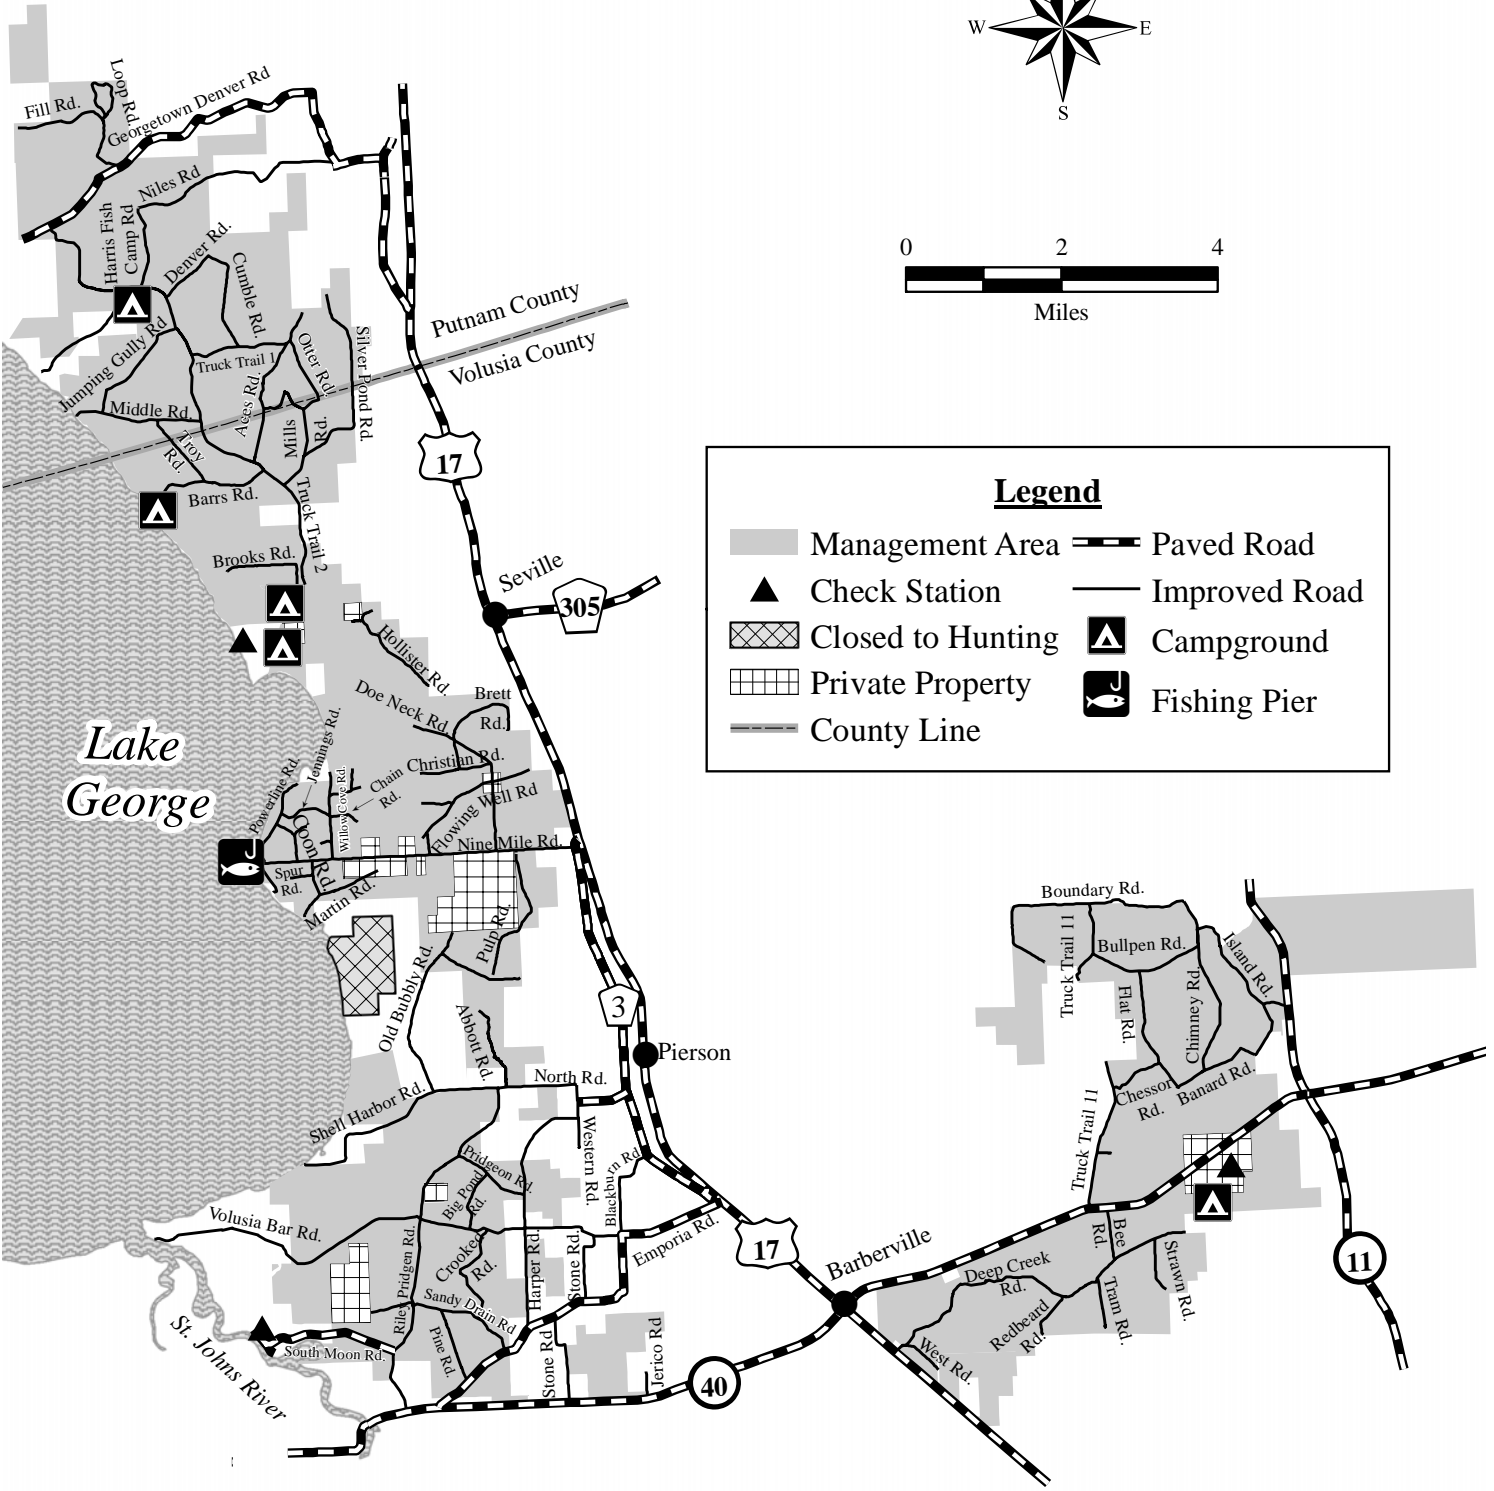 W
E
S
0
2
4
Miles
Loop Rd.
Fill Rd.
Georgetown Denver Rd
Niles Rd
Harris Fish
Camp Rd
Denver Rd.
Cumble Rd.
Putnam County
Volusia County
Jumping Gully Rd
Truck Trail 1
Otter Rd.
Silver Pond Rd.
Aces Rd.
Middle Rd.
Troy
Rd.
Mills
Rd.
Barrs Rd.
Truck Trail 2
17
Brooks Rd.
Seville
305
Hollister Rd.
Doe Neck Rd.
Brett
Rd.
Lake
George
Jennings Rd.
Powerline Rd.
Willow Cove Rd.
Chain
Rd.
Christian Rd.
Coon Rd.
Flowing Well Rd
Nine Mile Rd.
Spur
Rd.
Martin Rd.
Pulp Rd.
Old Bubbly Rd.
Abbott Rd.
3
Pierson
North Rd.
Shell Harbor Rd.
Western Rd.
Pridgeon Rd.
Big Pond
Rd.
Blackburn Rd
Volusia Bar Rd.
Riley Pridgen Rd.
Crooked
Rd.
Harper Rd.
Stone Rd.
Emporia Rd.
17
Barberville
Sandy Drain Rd
Pine Rd.
South Moon Rd.
Stone Rd
Jerico Rd
St. Johns River
40
Legend
Management Area
Paved Road
Check Station
Improved Road
Closed to Hunting
Campground
Private Property
Fishing Pier
County Line
Boundary Rd.
Truck Trail 11
Bullpen Rd.
Island Rd.
Flat Rd.
Chimney Rd.
Chessor
Rd.
Banard Rd.
Truck Trail 11
Bee
Rd.
Deep Creek
Rd.
Strawn Rd.
Tram Rd.
Redbeard
Rd.
West Rd.
11